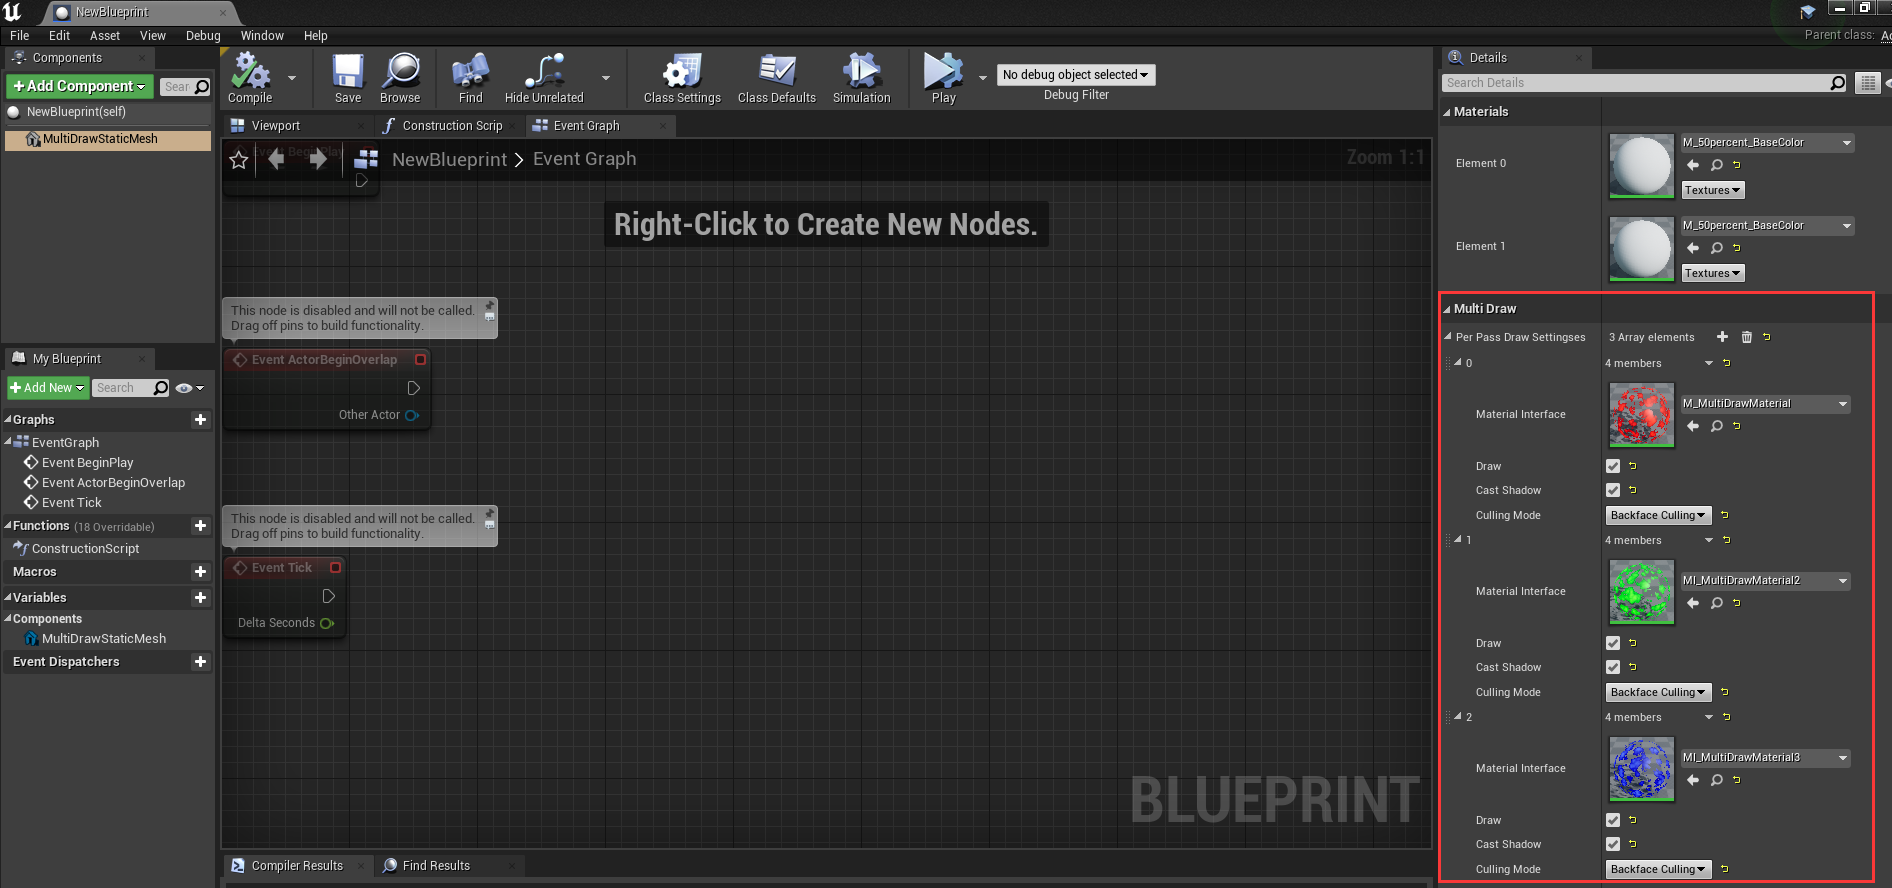 NewBlueprint
File Edit Asset View Debug Window Help
Parent class:
Components
+ Add Component
Sear
NewBlueprint(self)
MultiDrawStaticMesh
Compile
Save
Browse
Find
Hide Unrelated
Class Settings
Class Defaults
Simulation
Play
No debug object selected
Debug Filter
Viewport
Construction Scrip
Event Graph
Event BeginPlay
NewBlueprint > Event Graph
Zoom 1:1
Right-Click to Create New Nodes.
This node is disabled and will not be called.
Drag off pins to build functionality.
Event ActorBeginOverlap
Other Actor
This node is disabled and will not be called.
Drag off pins to build functionality.
Event Tick
Delta Seconds
BLUEPRINT
Compiler Results
Find Results
My Blueprint
+ Add New
Search
Graphs
EventGraph
Event BeginPlay
Event ActorBeginOverlap
Event Tick
Functions (18 Overridable)
ConstructionScript
Macros
Variables
Components
MultiDrawStaticMesh
Event Dispatchers
Details
Search Details
Materials
Element 0
M_50percent_BaseColor
Textures
Element 1
M_50percent_BaseColor
Textures
Multi Draw
Per Pass Draw Settingses 3 Array elements
0 4 members
Material Interface
M_MultiDrawMaterial
Draw
Cast Shadow
Culling Mode Backface Culling
1 4 members
Material Interface
MI_MultiDrawMaterial2
Draw
Cast Shadow
Culling Mode Backface Culling
2 4 members
Material Interface
MI_MultiDrawMaterial3
Draw
Cast Shadow
Culling Mode Backface Culling